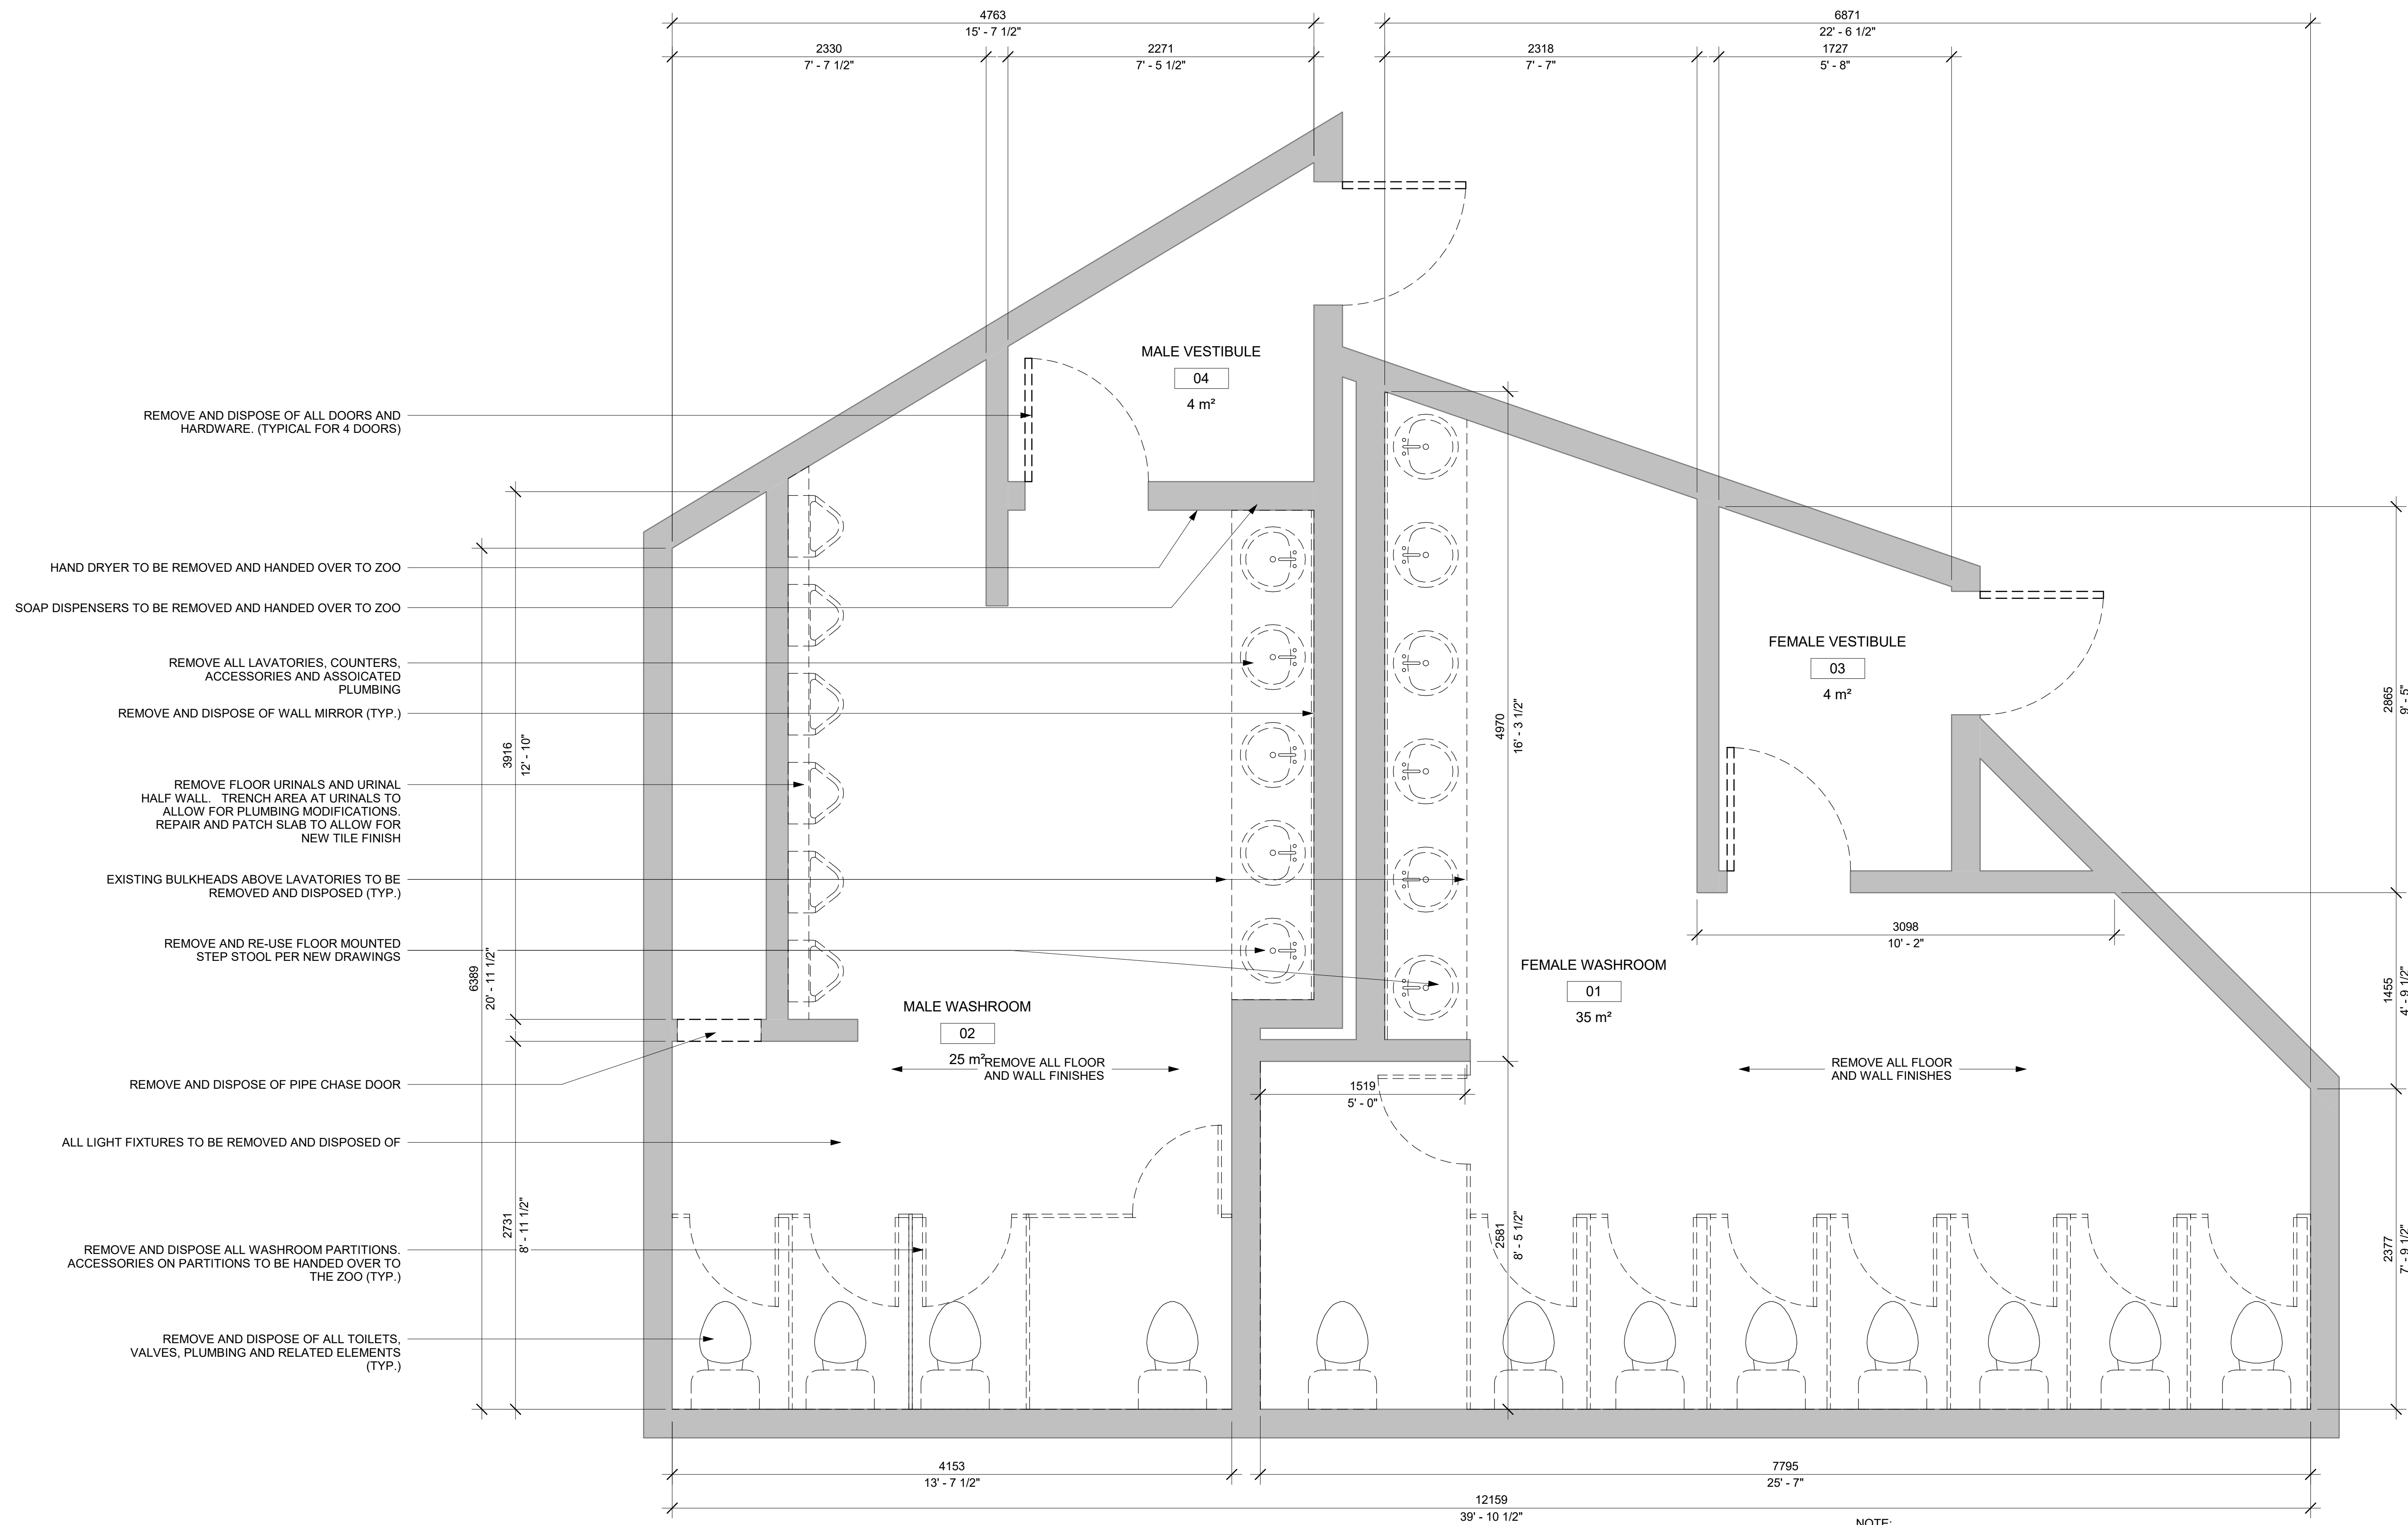 4763
15' - 7 1/2"
6871
22' - 6 1/2"
2330
7' - 7 1/2"
2271
7' - 5 1/2"
2318
7' - 7"
1727
5' - 8"
MALE VESTIBULE
04
4 m²
REMOVE AND DISPOSE OF ALL DOORS AND
HARDWARE. (TYPICAL FOR 4 DOORS)
HAND DRYER TO BE REMOVED AND HANDED OVER TO ZOO
SOAP DISPENSERS TO BE REMOVED AND HANDED OVER TO ZOO
REMOVE ALL LAVATORIES, COUNTERS,
ACCESSORIES AND ASSOICATED
PLUMBING
REMOVE AND DISPOSE OF WALL MIRROR (TYP.)
REMOVE FLOOR URINALS AND URINAL
HALF WALL. TRENCH AREA AT URINALS TO
ALLOW FOR PLUMBING MODIFICATIONS.
REPAIR AND PATCH SLAB TO ALLOW FOR
NEW TILE FINISH
EXISTING BULKHEADS ABOVE LAVATORIES TO BE
REMOVED AND DISPOSED (TYP.)
REMOVE AND RE-USE FLOOR MOUNTED
STEP STOOL PER NEW DRAWINGS
REMOVE AND DISPOSE OF PIPE CHASE DOOR
ALL LIGHT FIXTURES TO BE REMOVED AND DISPOSED OF
REMOVE AND DISPOSE ALL WASHROOM PARTITIONS.
ACCESSORIES ON PARTITIONS TO BE HANDED OVER TO
THE ZOO (TYP.)
REMOVE AND DISPOSE OF ALL TOILETS,
VALVES, PLUMBING AND RELATED ELEMENTS
(TYP.)
3916
12' - 10"
6389
20' - 11 1/2"
2731
8' - 11 1/2"
FEMALE VESTIBULE
03
4 m²
4970
16' - 3 1/2"
2865
9' - 5"
3098
10' - 2"
1455
4' - 9 1/2"
FEMALE WASHROOM
01
35 m²
MALE WASHROOM
02
25 m²
REMOVE ALL FLOOR
AND WALL FINISHES
REMOVE ALL FLOOR
AND WALL FINISHES
1519
5' - 0"
2581
8' - 5 1/2"
2377
7' - 9 1/2"
4153
13' - 7 1/2"
7795
25' - 7"
12159
39' - 10 1/2"
NOTE: